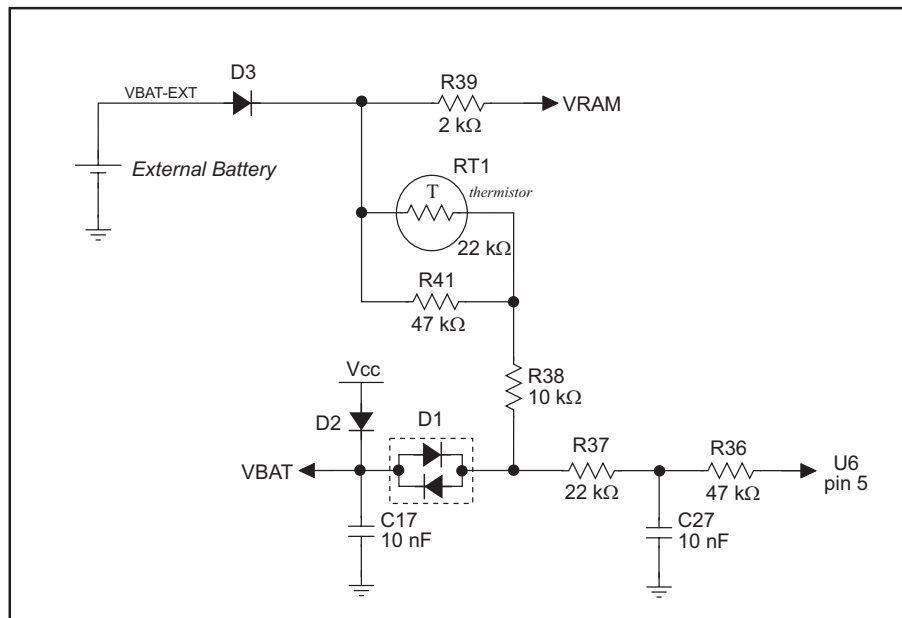 D3
VBAT-EXT
R39
2 kΩ
VRAM
External Battery
RT1
T
thermistor
22 kΩ
R41
47 kΩ
Vcc
R38
10 kΩ
D2
D1
VBAT
R37
22 kΩ
R36
47 kΩ
U6
pin 5
C17
10 nF
C27
10 nF